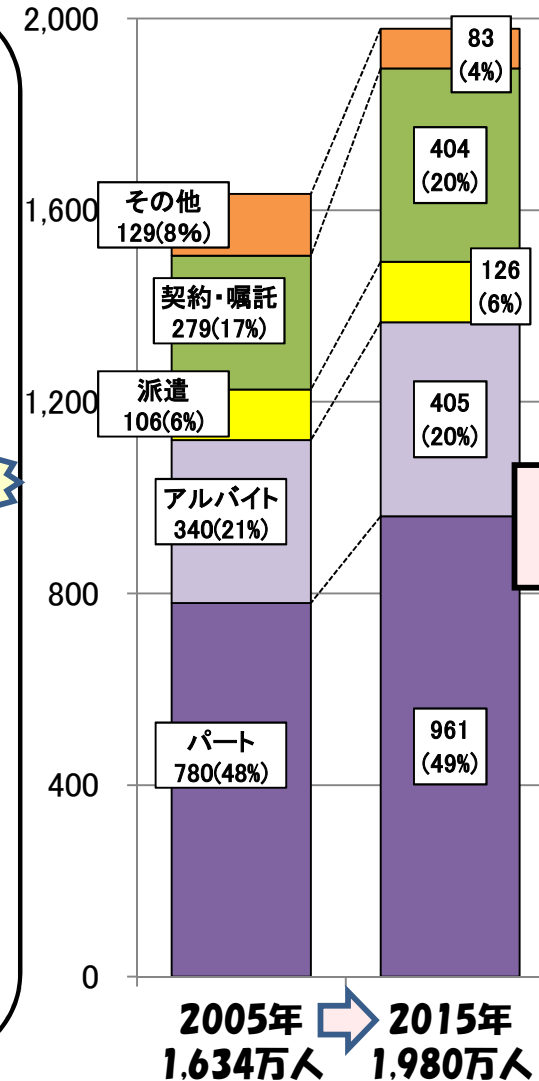 2,000
1,600
1,200
800
400
0
その他
129(8%)
契約・嘱託
279(17%)
派遣
106(6%)
アルバイト
340(21%)
パート
780(48%)
83
(4%)
404
(20%)
126
(6%)
405
(20%)
961
(49%)
2005年
1,634万人
2015年
1,980万人